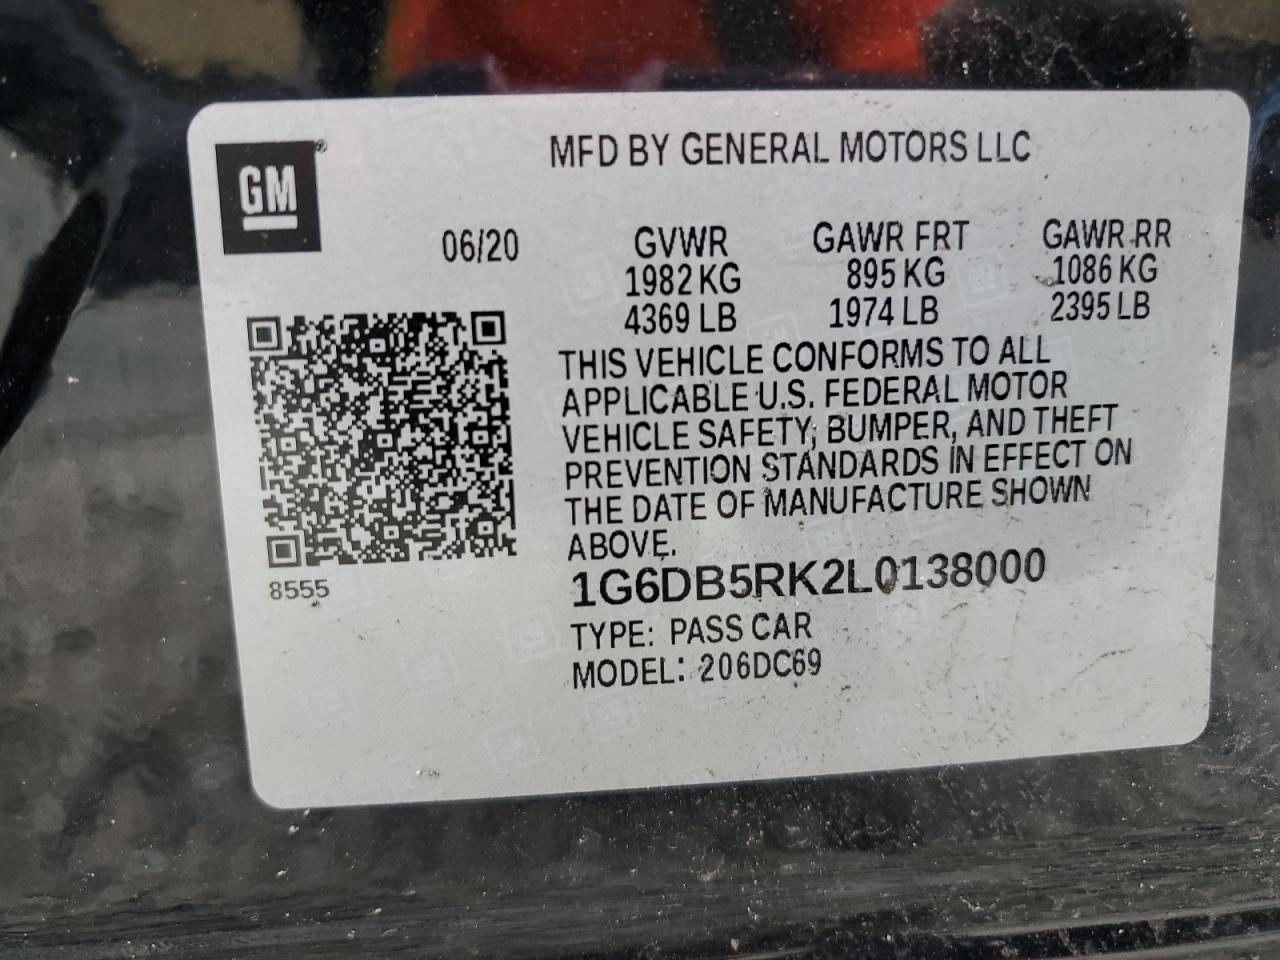 MFD BY GENERAL MOTORS LLC
GM®
06/20 GVWR GAWR FRT GAWR RR
1982 KG 895 KG 1086 KG
4369 LB 1974 LB 2395 LB
THIS VEHICLE CONFORMS TO ALL
APPLICABLE U.S. FEDERAL MOTOR
VEHICLE SAFETY, BUMPER, AND THEFT
PREVENTION STANDARDS IN EFFECT ON
THE DATE OF MANUFACTURE SHOWN
ABOVE.
8555
1G6DB5RK2L0138000
TYPE: PASS CAR
MODEL: 206DC69